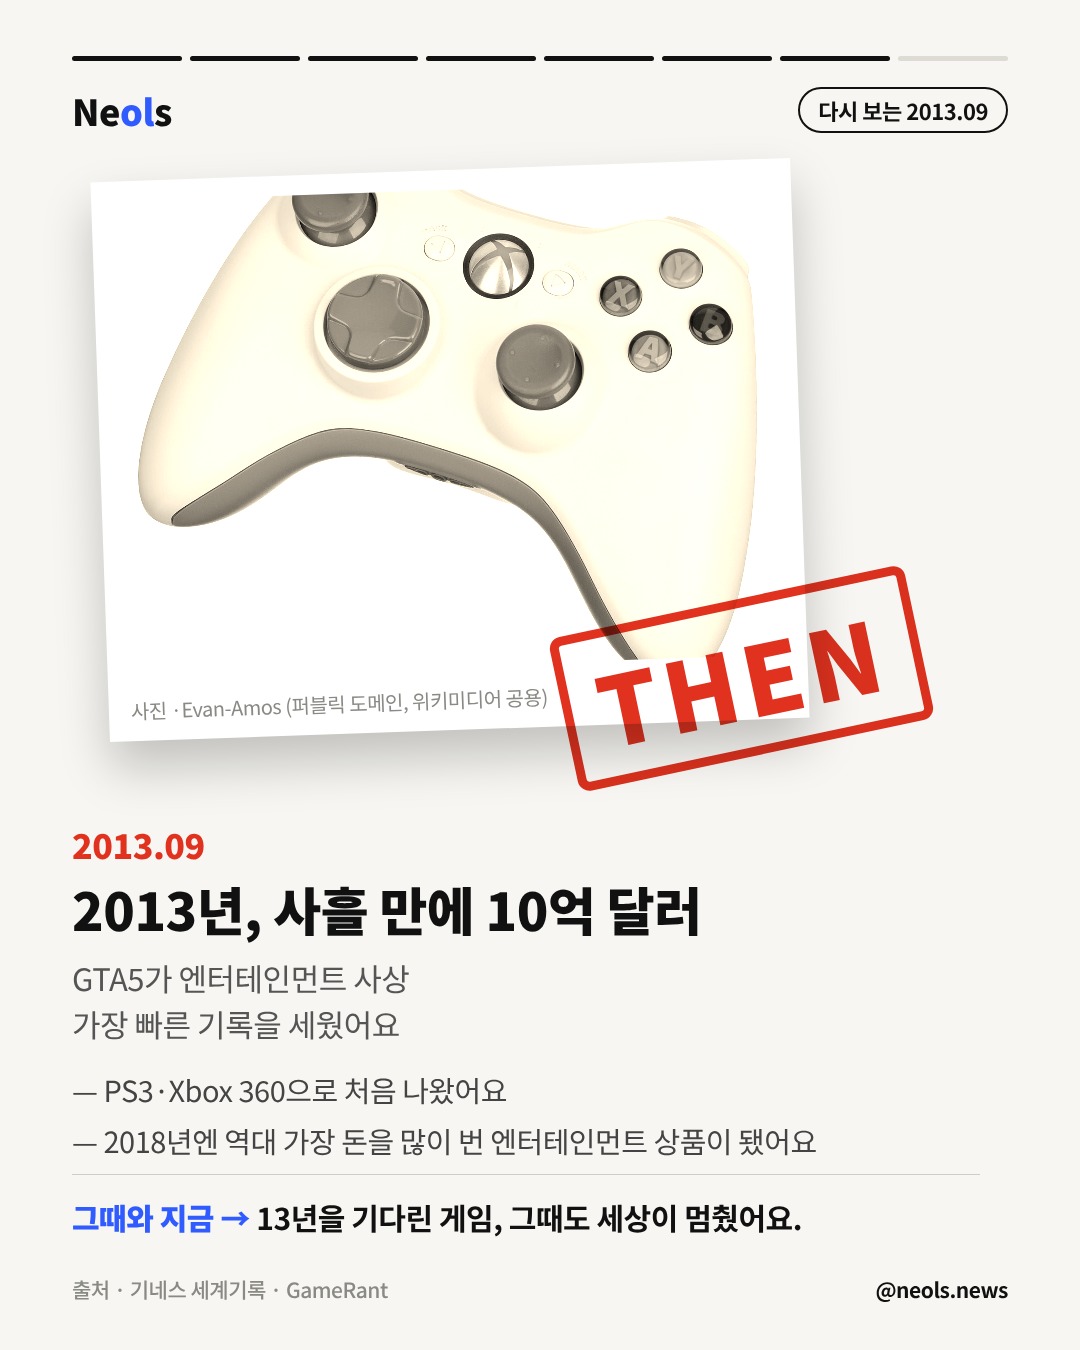 Neols
다시 보는 2013.09
X
Y
B
A
사진 · Evan-Amos (퍼블릭 도메인, 위키미디어 공용)
THEN
2013.09
2013년, 사흘 만에 10억 달러
GTA5가 엔터테인먼트 사상
가장 빠른 기록을 세웠어요
— PS3·Xbox 360으로 처음 나왔어요
— 2018년엔 역대 가장 돈을 많이 번 엔터테인먼트 상품이 됐어요
그때와 지금 → 13년을 기다린 게임, 그때도 세상이 멈췄어요.
출처 · 기네스 세계기록 · GameRant
@neols.news